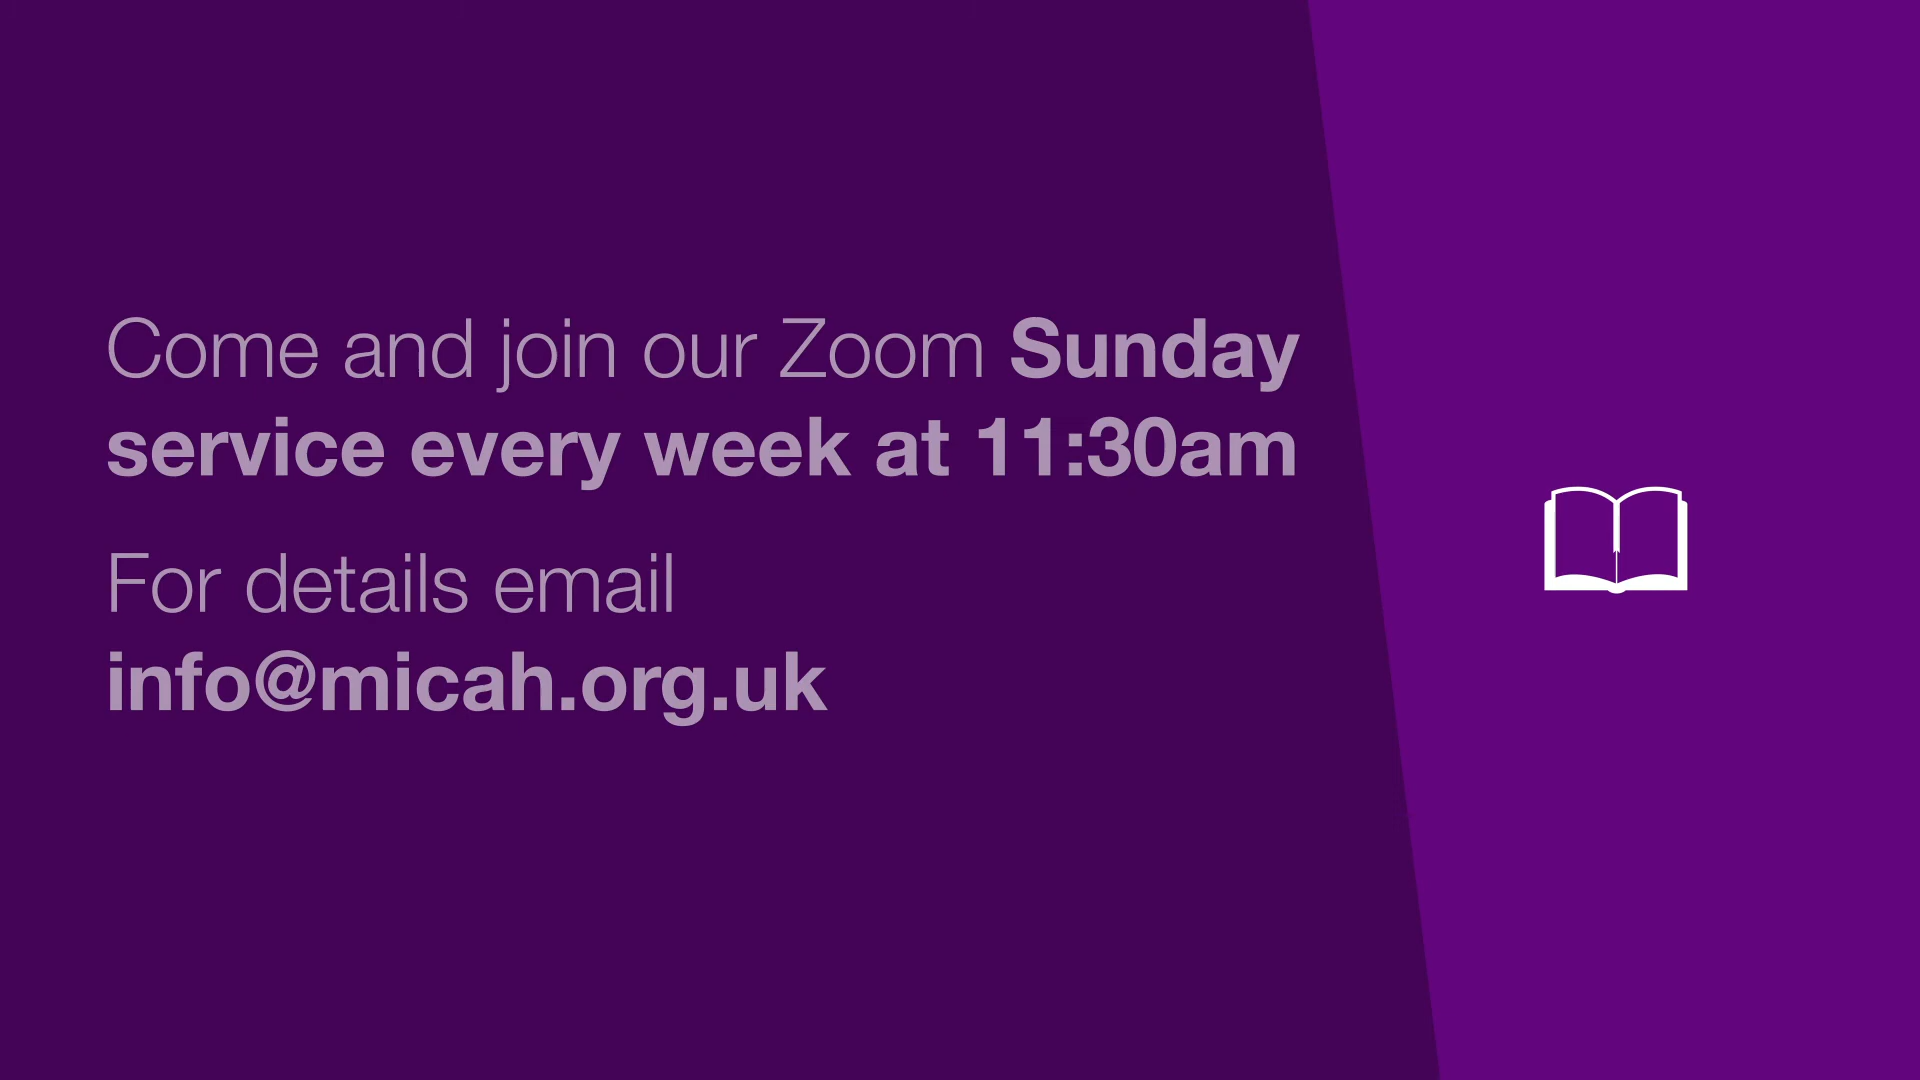 Come and join our Zoom Sunday
service every week at 11:30am
For details email
info@micah.org.uk